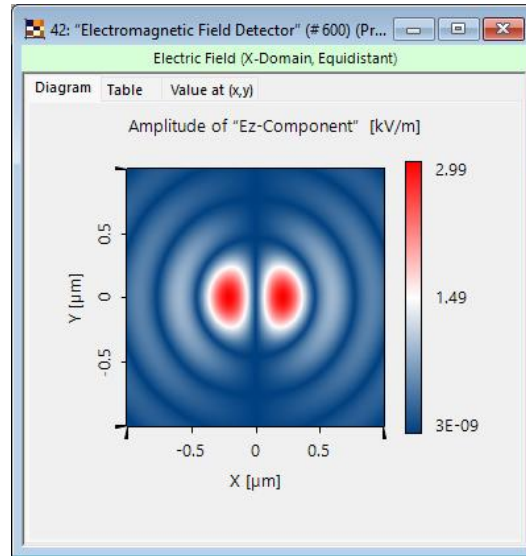 42: "Electromagnetic Field Detector" (# 600) (Pr...
Electric Field (X-Domain, Equidistant)
Diagram Table Value at (x,y)
Amplitude of "Ez-Component" [kV/m]
2.99
0.5
Y [µm]
0
1.49
-0.5
3E-09
-0.5 0 0.5
X [µm]